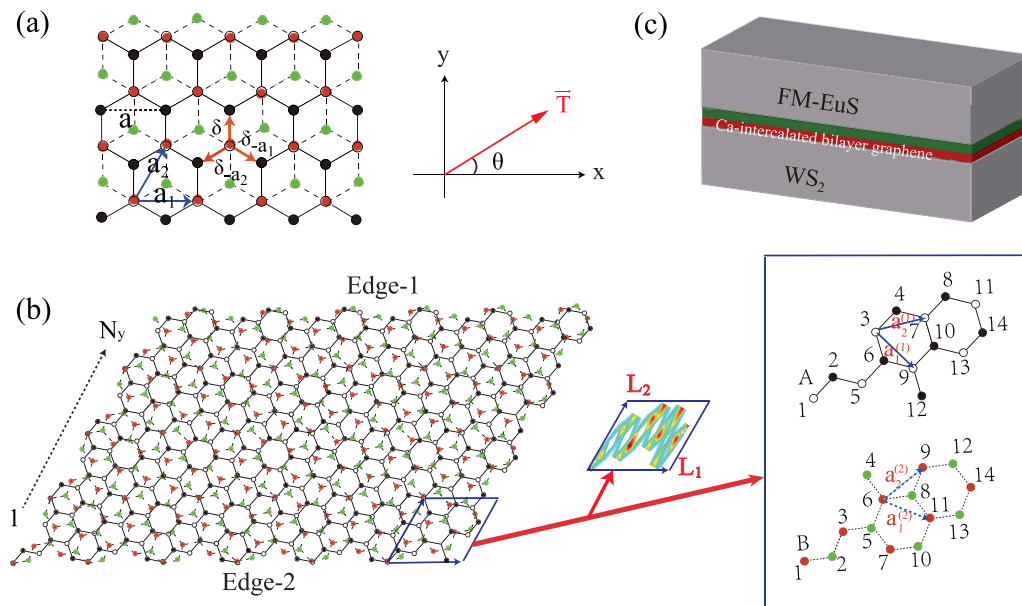 (a)
a
a₂
a₁
δ
δ-a₁
δ-a₂
y
T
θ
x
(c)
FM-EuS
Ca-intercalated bilayer graphene
WS₂
(b)
Edge-1
N_y
1
Edge-2
L₂
L₁
8
11
4
3
7
14
a₂⁽¹⁾
10
a₁⁽¹⁾
6
2
13
A
9
5
1
12
9
12
4
a₂⁽²⁾
14
6
8
11
3
a₁⁽²⁾
5
13
B
1
2
7
10